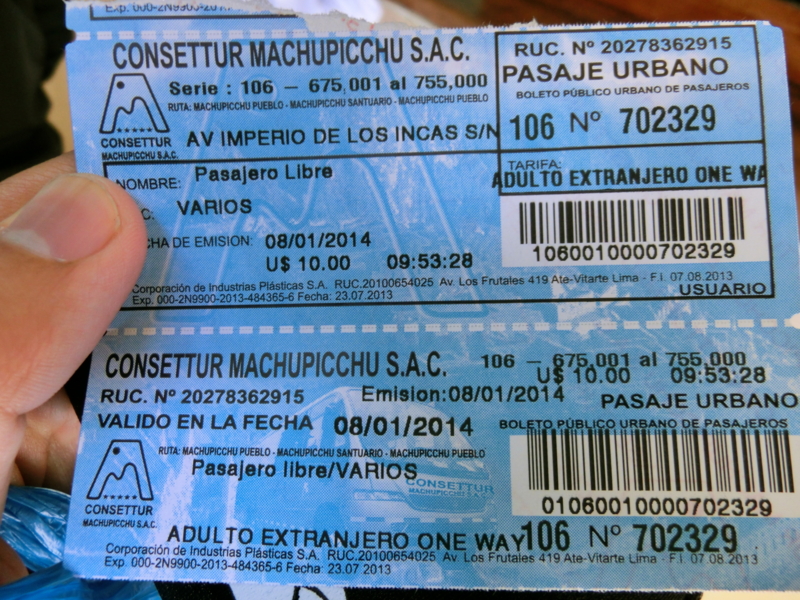 CONSETTUR MACHUPICCHU S.A.C.
Serie : 106 - 675,001 al 755,000
RUTA: MACHUPICCHU PUEBLO - MACHUPICCHU SANTUARIO - MACHUPICCHU PUEBLO
CONSETTUR
MACHUPICCHU S.A.C.
AV IMPERIO DE LOS INCAS S/N
RUC. Nº 20278362915
PASAJE URBANO
BOLETO PÚBLICO URBANO DE PASAJEROS
106 Nº 702329
NOMBRE: Pasajero Libre
C: VARIOS
CHA DE EMISION: 08/01/2014
U$ 10.00 09:53:28
TARIFA:
ADULTO EXTRANJERO ONE WA
1060010000702329
Corporación de Industrias Plásticas S.A. RUC.20100654025 Av. Los Frutales 419 Ate-Vitarte Lima - F.I. 07.08.2013
Exp. 000-2N9900-2013-484365-6 Fecha: 23.07.2013
USUARIO
CONSETTUR MACHUPICCHU S.A.C.
106 - 675,001 al 755,000
RUC. Nº 20278362915
Emision:08/01/2014
U$ 10.00 09:53:28
PASAJE URBANO
VALIDO EN LA FECHA 08/01/2014
BOLETO PÚBLICO URBANO DE PASAJEROS
RUTA: MACHUPICCHU PUEBLO - MACHUPICCHU SANTUARIO - MACHUPICCHU PUEBLO
Pasajero libre/VARIOS
CONSETTUR
MACHUPICCHU S.A.C.
CONSETTUR
MACHUPICCHU S.A.C.
01060010000702329
ADULTO EXTRANJERO ONE WAY
106 Nº 702329
Corporación de Industrias Plásticas S.A. RUC.20100654025 Av. Los Frutales 419 Ate-Vitarte Lima - F.I. 07.08.2013
Exp. 000-2N9900-2013-484365-6 Fecha: 23.07.2013